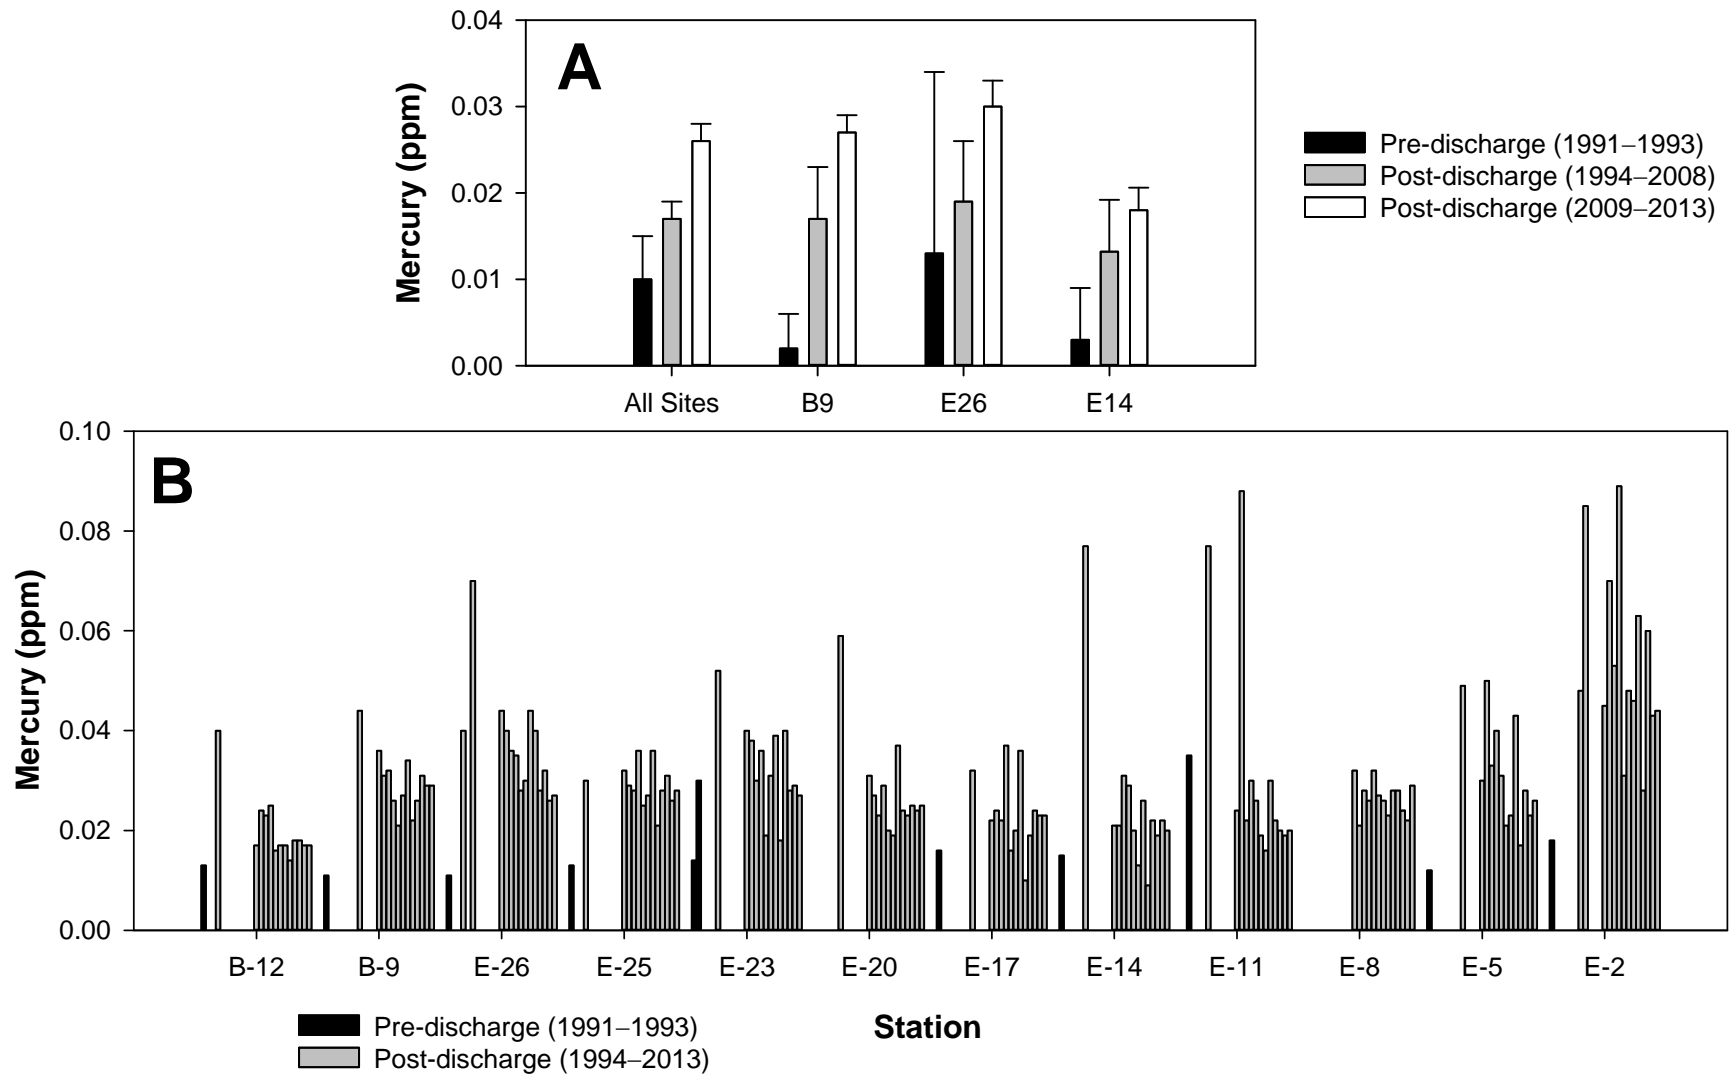 A
Mercury (ppm)
0.04
0.03
0.02
0.01
0.00
All Sites B9 E26 E14
Pre-discharge (1991–1993)
Post-discharge (1994–2008)
Post-discharge (2009–2013)
B
Mercury (ppm)
0.10
0.08
0.06
0.04
0.02
0.00
B-12 B-9 E-26 E-25 E-23 E-20 E-17 E-14 E-11 E-8 E-5 E-2
Station
Pre-discharge (1991–1993)
Post-discharge (1994–2013)